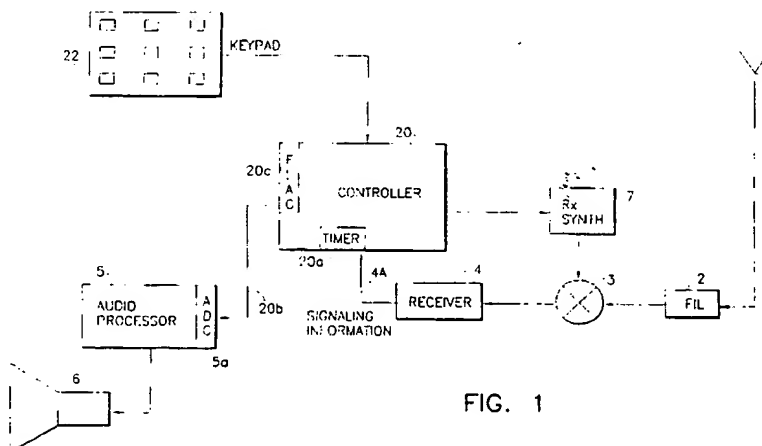 22
KEYPAD
20
20c
F
A
C
CONTROLLER
TIMER
20a
Rx
SYNTH
7
5
AUDIO
PROCESSOR
A
D
C
5a
20b
4A
SIGNALING
INFORMATION
4
RECEIVER
3
2
FIL
6
FIG. 1